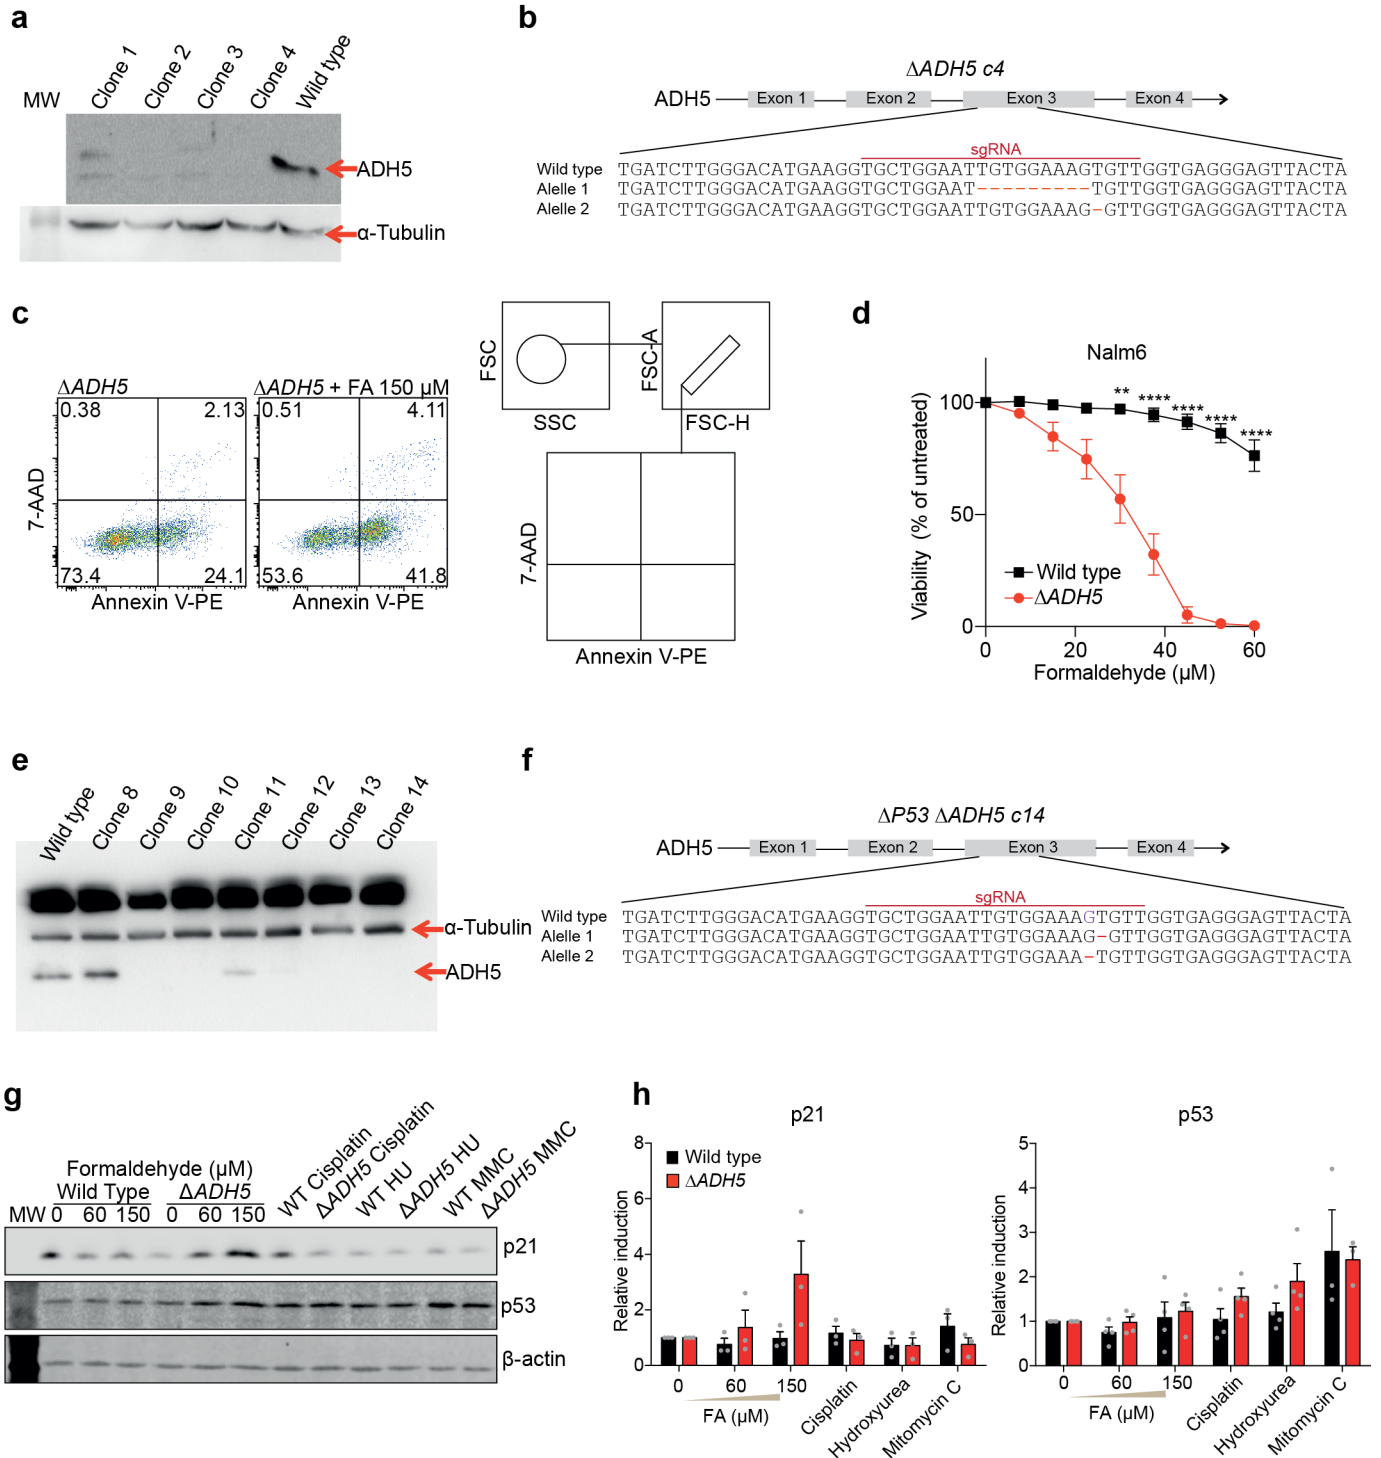 a
Clone 1
Clone 2
Clone 3
Clone 4
Wild type
MW
ADH5
α-Tubulin
b
ΔADH5 c4
ADH5
Exon 1
Exon 2
Exon 3
Exon 4
sgRNA
Wild type TGATCTTGGGACATGAAGGTGCTGGAATTGTGGAAAGTGTTGGTGAGGGAGTTACTA
Alelle 1 TGATCTTGGGACATGAAGGTGCTGGAAT---------TGTTGGTGAGGGAGTTACTA
Alelle 2 TGATCTTGGGACATGAAGGTGCTGGAATTGTGGAAAG-GTTGGTGAGGGAGTTACTA
c
ΔADH5
0.38 2.13
73.4 24.1
7-AAD
Annexin V-PE
ΔADH5 + FA 150 µM
0.51 4.11
53.6 41.8
Annexin V-PE
FSC
SSC
FSC-A
FSC-H
7-AAD
Annexin V-PE
d
Nalm6
Viability (% of untreated)
100
50
0
** **** **** **** ****
Wild type
ΔADH5
0 20 40 60
Formaldehyde (µM)
e
Wild type
Clone 8
Clone 9
Clone 10
Clone 11
Clone 12
Clone 13
Clone 14
α-Tubulin
ADH5
f
ΔP53 ΔADH5 c14
ADH5
Exon 1
Exon 2
Exon 3
Exon 4
sgRNA
Wild type TGATCTTGGGACATGAAGGTGCTGGAATTGTGGAAAGTGTTGGTGAGGGAGTTACTA
Alelle 1 TGATCTTGGGACATGAAGGTGCTGGAATTGTGGAAAG-GTTGGTGAGGGAGTTACTA
Alelle 2 TGATCTTGGGACATGAAGGTGCTGGAATTGTGGAAA-TGTTGGTGAGGGAGTTACTA
g
Formaldehyde (µM)
Wild Type ΔADH5
MW 0 60 150 0 60 150
WT Cisplatin
ΔADH5 Cisplatin
WT HU
ΔADH5 HU
WT MMC
ΔADH5 MMC
p21
p53
β-actin
h
p21
Relative induction
8
6
4
2
0
Wild type
ΔADH5
0 60 150
FA (µM)
Cisplatin
Hydroxyurea
Mitomycin C
p53
Relative induction
5
4
3
2
1
0
0 60 150
FA (µM)
Cisplatin
Hydroxyurea
Mitomycin C